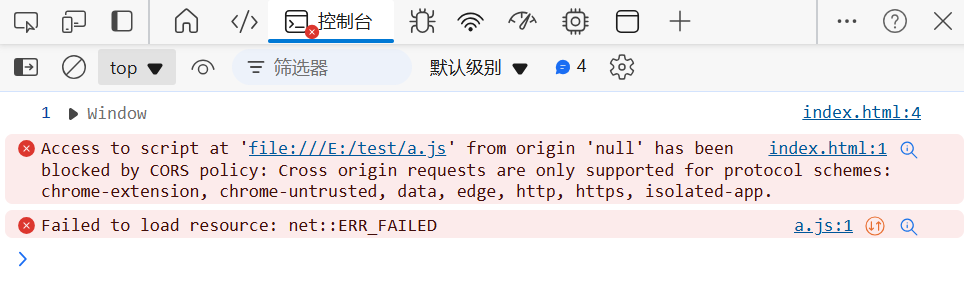 控制台
top 筛选器 默认级别 4
1 Window index.html:4
Access to script at 'file:///E:/test/a.js' from origin 'null' has been index.html:1
blocked by CORS policy: Cross origin requests are only supported for protocol schemes:
chrome-extension, chrome-untrusted, data, edge, http, https, isolated-app.
Failed to load resource: net::ERR_FAILED a.js:1